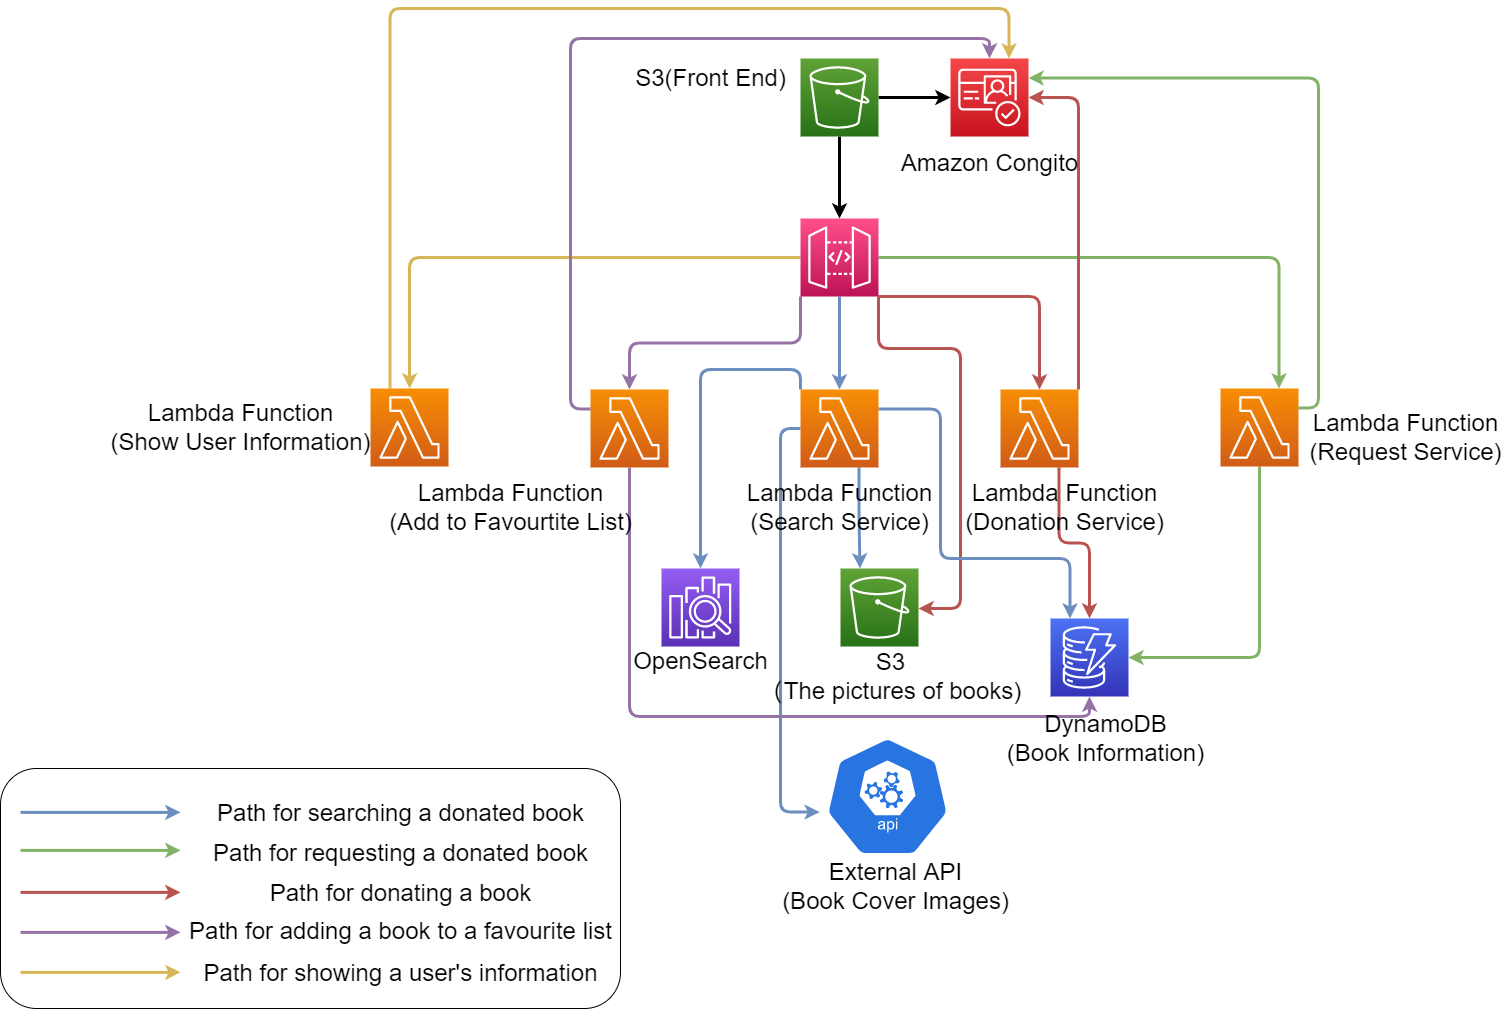 S3(Front End)
Amazon Congito
</>
Lambda Function
(Show User Information)
Lambda Function
(Request Service)
Lambda Function
(Add to Favourtite List)
Lambda Function
(Search Service)
Lambda Function
(Donation Service)
OpenSearch
S3
(The pictures of books)
DynamoDB
(Book Information)
api
External API
(Book Cover Images)
Path for searching a donated book
Path for requesting a donated book
Path for donating a book
Path for adding a book to a favourite list
Path for showing a user's information